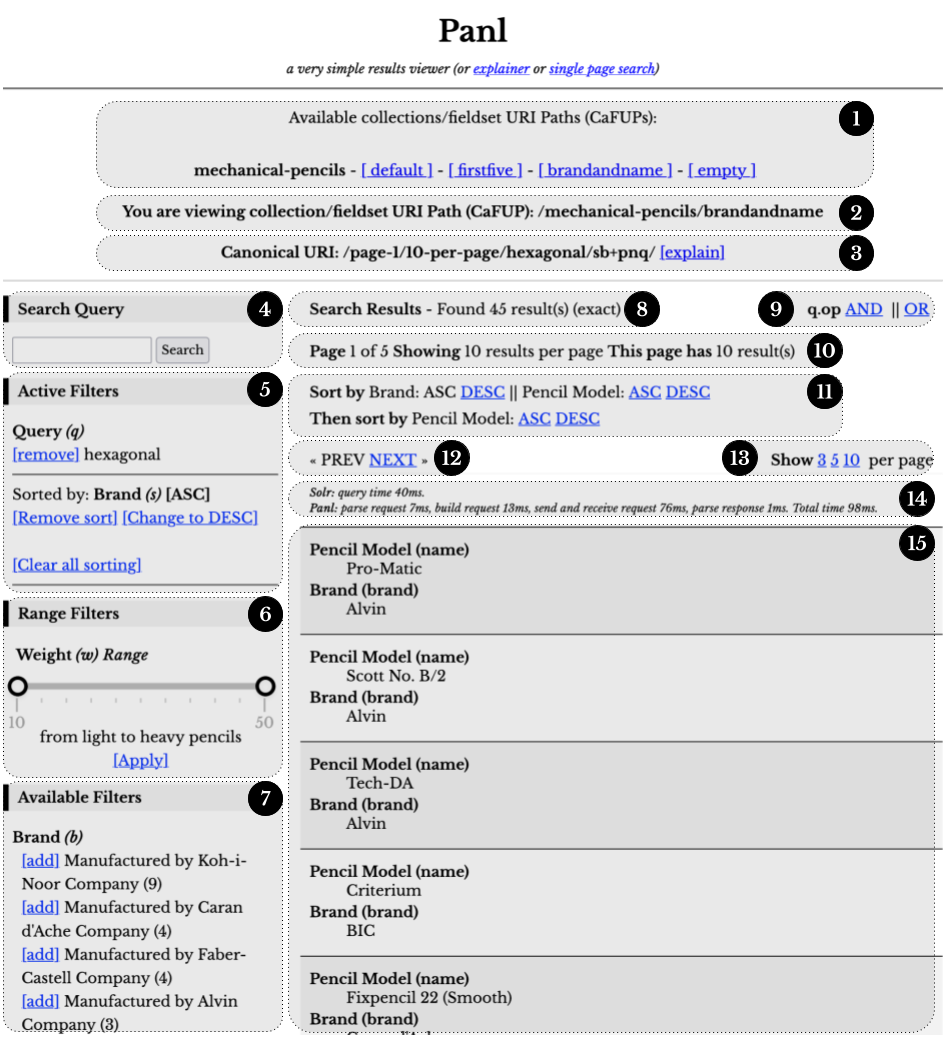 Panl
a very simple results viewer (or explainer or single page search)
Available collections/fieldset URI Paths (CaFUPs):
1
mechanical-pencils - [ default ] - [ firstfive ] - [ brandandname ] - [ empty ]
You are viewing collection/fieldset URI Path (CaFUP): /mechanical-pencils/brandandname
2
Canonical URI: /page-1/10-per-page/hexagonal/sb+pnq/ [explain]
3
Search Query
4
Search
Active Filters
5
Query (q)
[remove] hexagonal
Sorted by: Brand (s) [ASC]
[Remove sort] [Change to DESC]
[Clear all sorting]
Range Filters
6
Weight (w) Range
10
50
from light to heavy pencils
[Apply]
Available Filters
7
Brand (b)
[add] Manufactured by Koh-i-
Noor Company (9)
[add] Manufactured by Caran
d'Ache Company (4)
[add] Manufactured by Faber-
Castell Company (4)
[add] Manufactured by Alvin
Company (3)
Search Results - Found 45 result(s) (exact)
8
9
q.op AND || OR
Page 1 of 5 Showing 10 results per page This page has 10 result(s)
10
Sort by Brand: ASC DESC || Pencil Model: ASC DESC
11
Then sort by Pencil Model: ASC DESC
« PREV NEXT »
12
13
Show 3 5 10 per page
Solr: query time 40ms.
Panl: parse request 7ms, build request 13ms, send and receive request 76ms, parse response 1ms. Total time 98ms.
14
15
Pencil Model (name)
Pro-Matic
Brand (brand)
Alvin
Pencil Model (name)
Scott No. B/2
Brand (brand)
Alvin
Pencil Model (name)
Tech-DA
Brand (brand)
Alvin
Pencil Model (name)
Criterium
Brand (brand)
BIC
Pencil Model (name)
Fixpencil 22 (Smooth)
Brand (brand)